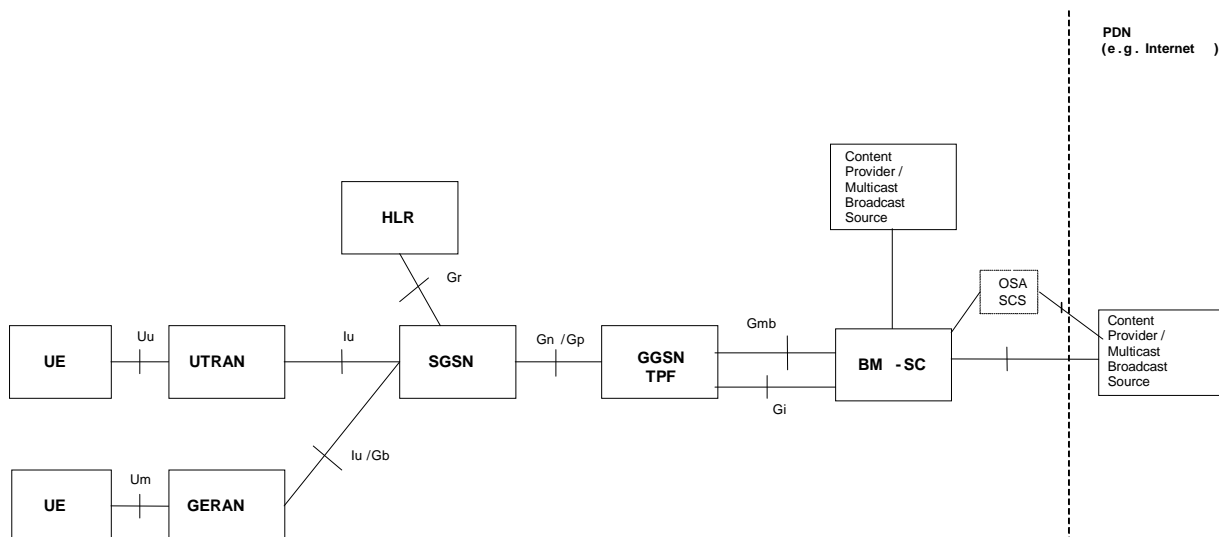 PDN
(e.g. Internet )
Content
Provider /
Multicast
Broadcast
Source
HLR
Gr
OSA
SCS
UE
Uu
UTRAN
Iu
SGSN
Gn /Gp
GGSN
TPF
Gmb
Gi
BM -SC
Content
Provider /
Multicast
Broadcast
Source
Iu /Gb
UE
Um
GERAN